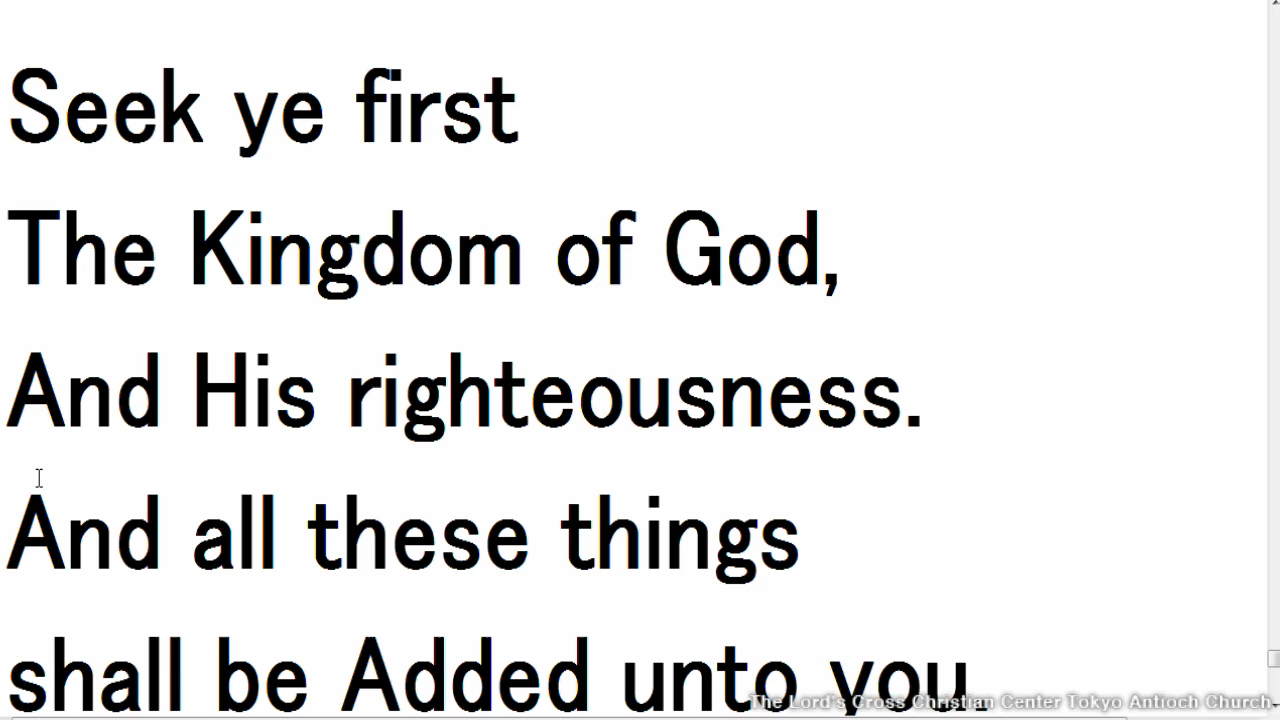 Seek ye first
The Kingdom of God,
And His righteousness.
And all these things
shall be Added unto you.
The Lord's Cross Christian Center Tokyo Antioch Church